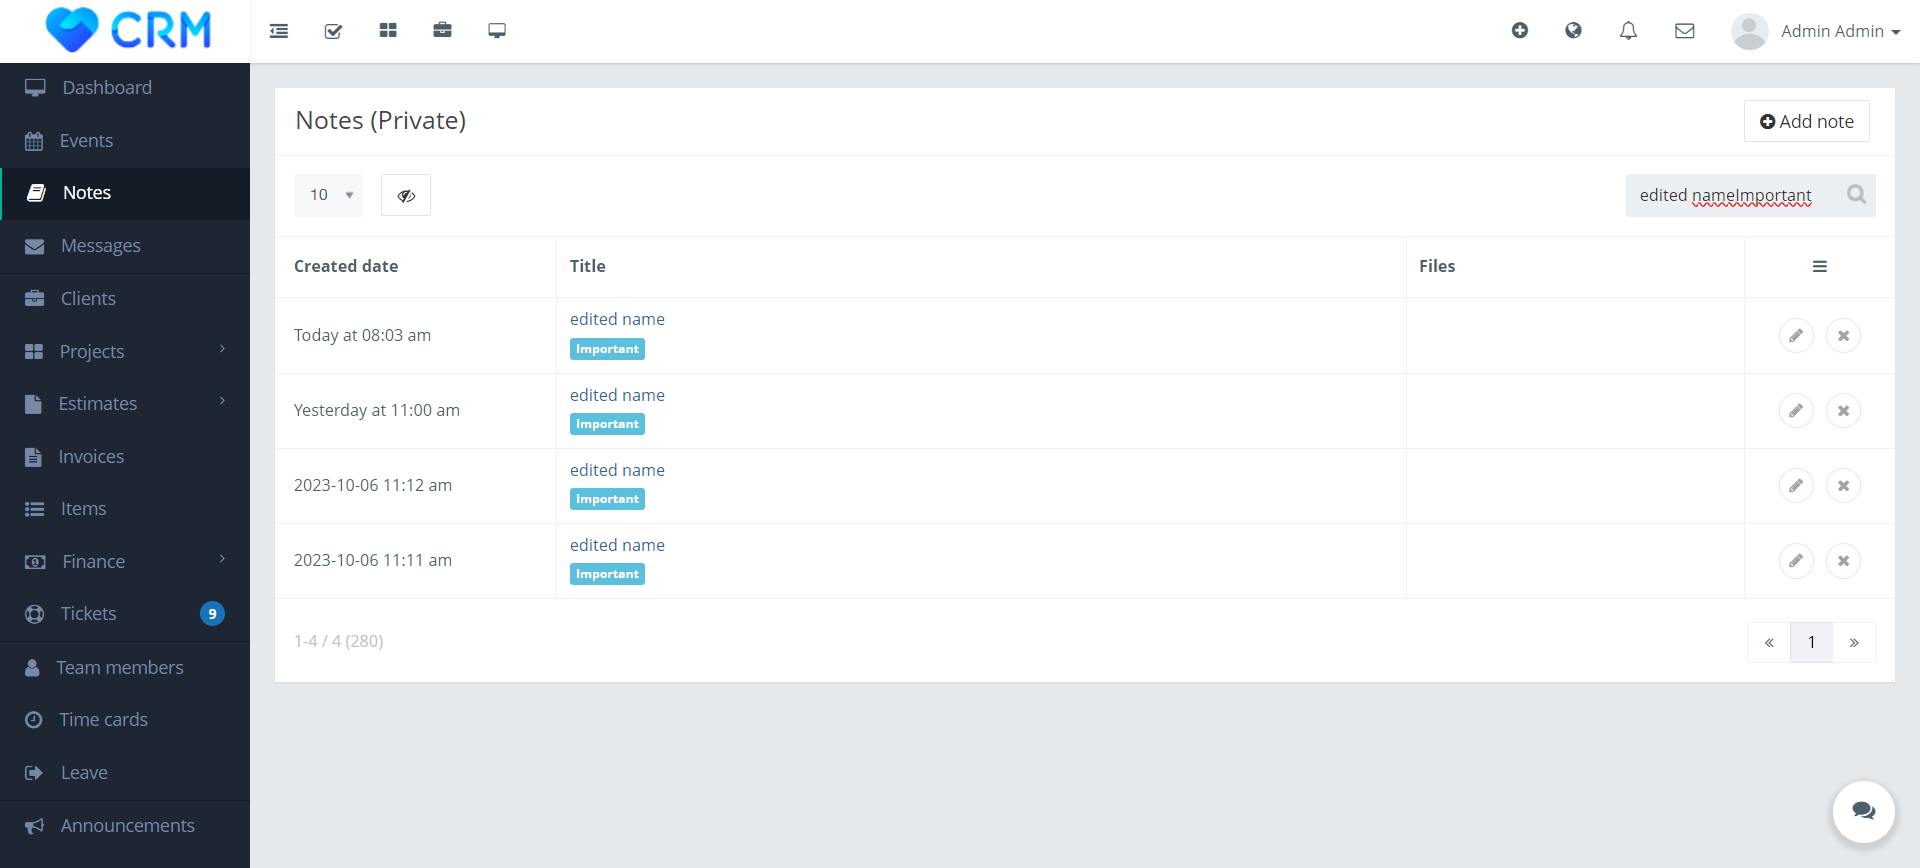 CRM
Admin Admin
Dashboard
Events
Notes
Messages
Clients
Projects
Estimates
Invoices
Items
Finance
Tickets 9
Team members
Time cards
Leave
Announcements
Notes (Private)
Add note
10
edited nameImportant
Created date Title Files
Today at 08:03 am edited name
Important
Yesterday at 11:00 am edited name
Important
2023-10-06 11:12 am edited name
Important
2023-10-06 11:11 am edited name
Important
1-4 / 4 (280)
« 1 »